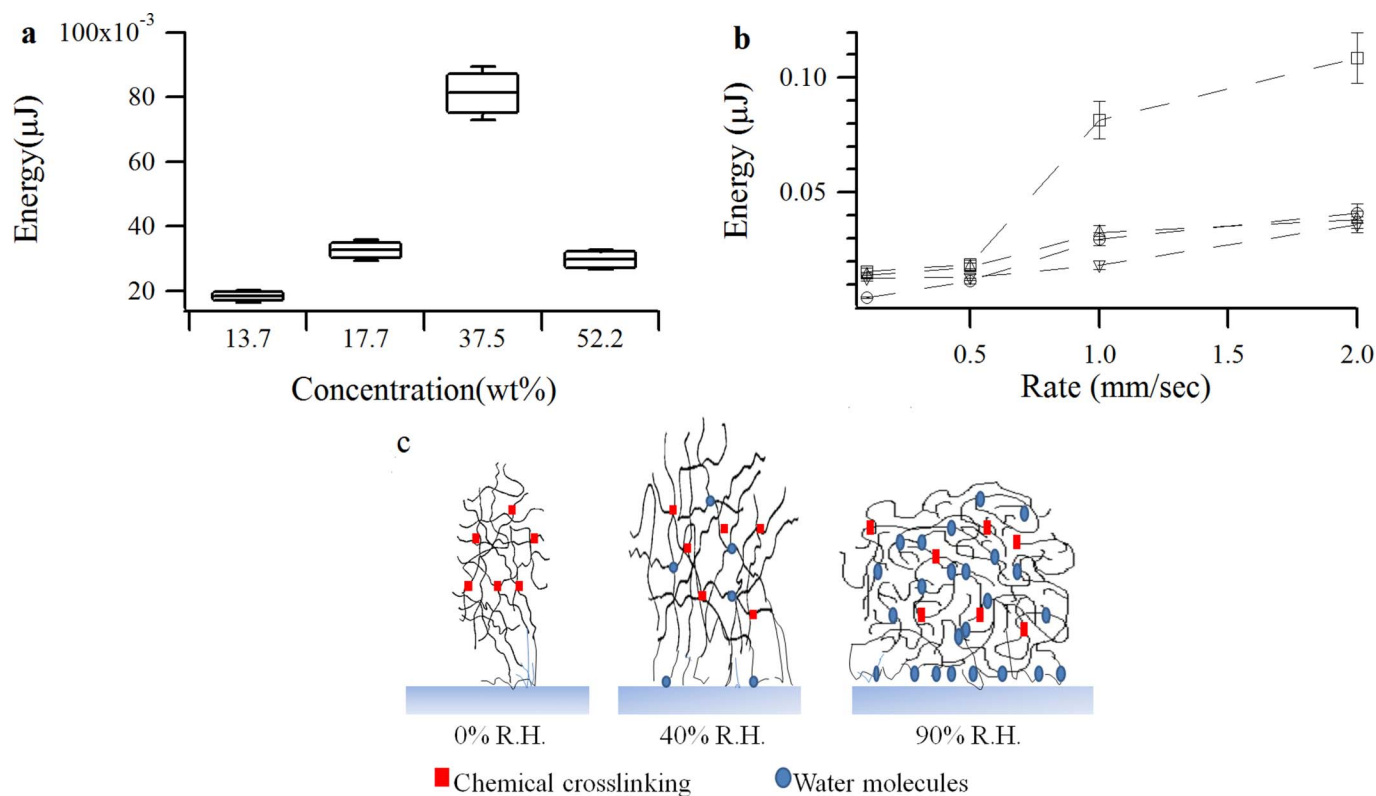 a
100x10-3
80
60
40
20
Energy(μJ)
13.7 17.7 37.5 52.2
Concentration(wt%)
b
0.10
0.05
Energy (μJ)
0.5 1.0 1.5 2.0
Rate (mm/sec)
c
0% R.H. 40% R.H. 90% R.H.
Chemical crosslinking Water molecules